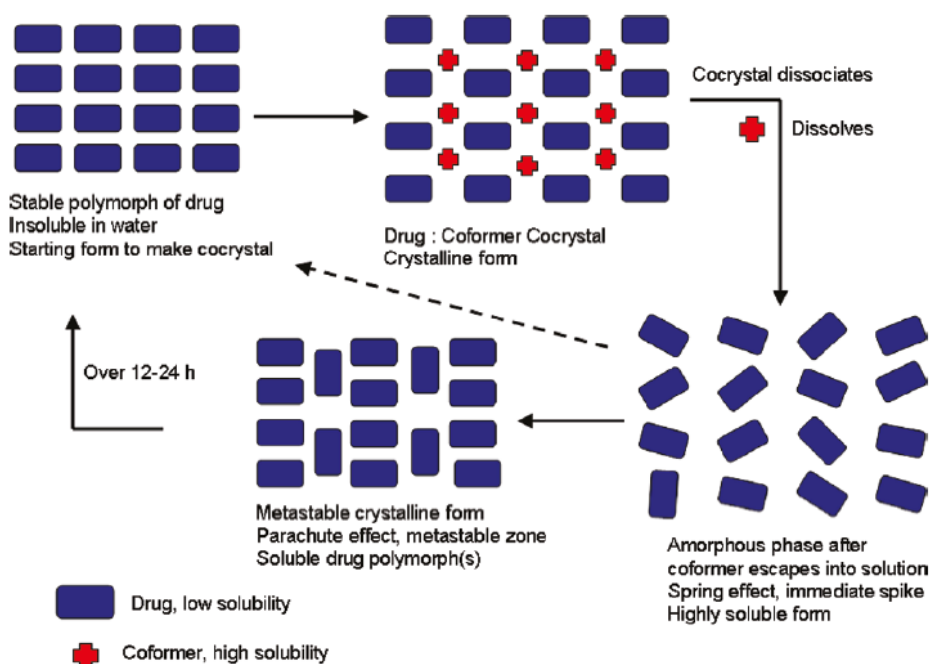 Stable polymorph of drug
Insoluble in water
Starting form to make cocrystal
Drug : Coformer Cocrystal
Crystalline form
Cocrystal dissociates
Dissolves
Over 12-24 h
Metastable crystalline form
Parachute effect, metastable zone
Soluble drug polymorph(s)
Amorphous phase after
coformer escapes into solution
Spring effect, immediate spike
Highly soluble form
Drug, low solubility
Coformer, high solubility